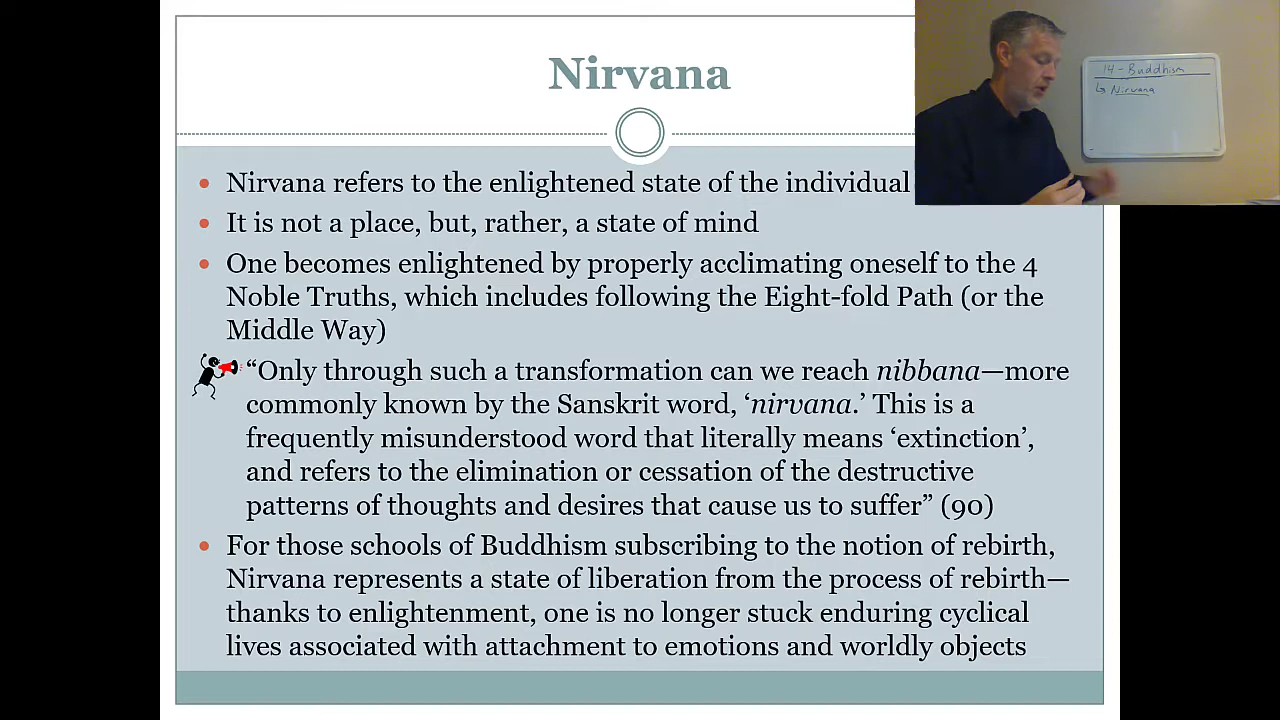 Nirvana
14 - Buddhism
↳ Nirvana
Nirvana refers to the enlightened state of the individual
It is not a place, but, rather, a state of mind
One becomes enlightened by properly acclimating oneself to the 4
Noble Truths, which includes following the Eight-fold Path (or the
Middle Way)
“Only through such a transformation can we reach nibbana—more
commonly known by the Sanskrit word, ‘nirvana.’ This is a
frequently misunderstood word that literally means ‘extinction’,
and refers to the elimination or cessation of the destructive
patterns of thoughts and desires that cause us to suffer” (90)
For those schools of Buddhism subscribing to the notion of rebirth,
Nirvana represents a state of liberation from the process of rebirth—
thanks to enlightenment, one is no longer stuck enduring cyclical
lives associated with attachment to emotions and worldly objects